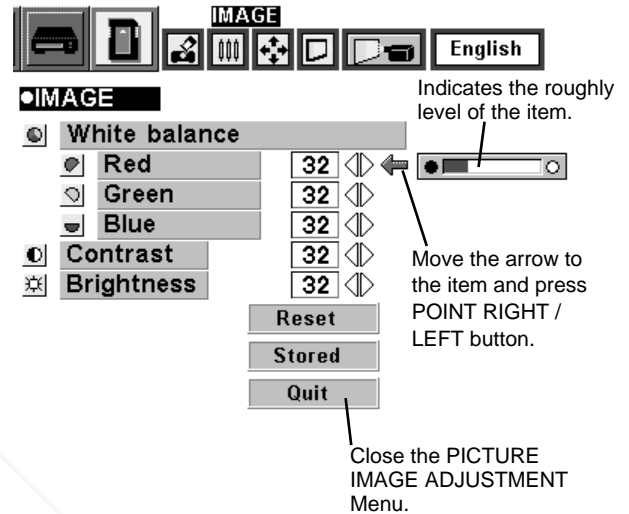 IMAGE
English
●IMAGE
Indicates the roughly
level of the item.
White balance
Red 32
Green 32
Blue 32
Contrast 32
Brightness 32
Move the arrow to
the item and press
POINT RIGHT /
LEFT button.
Reset
Stored
Quit
Close the PICTURE
IMAGE ADJUSTMENT
Menu.